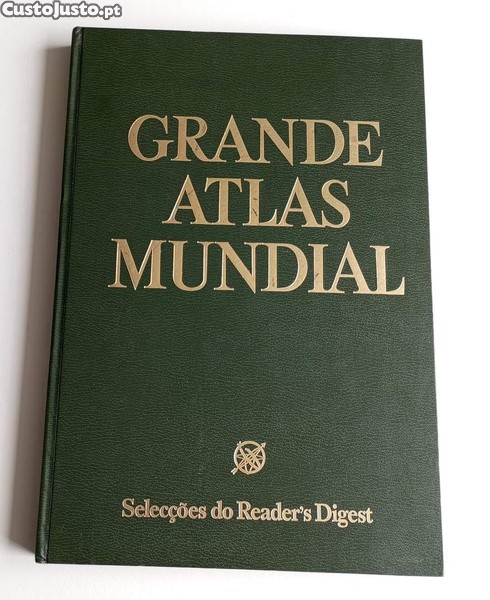 CustoJusto.pt
GRANDE
ATLAS
MUNDIAL
Selecções do Reader's Digest